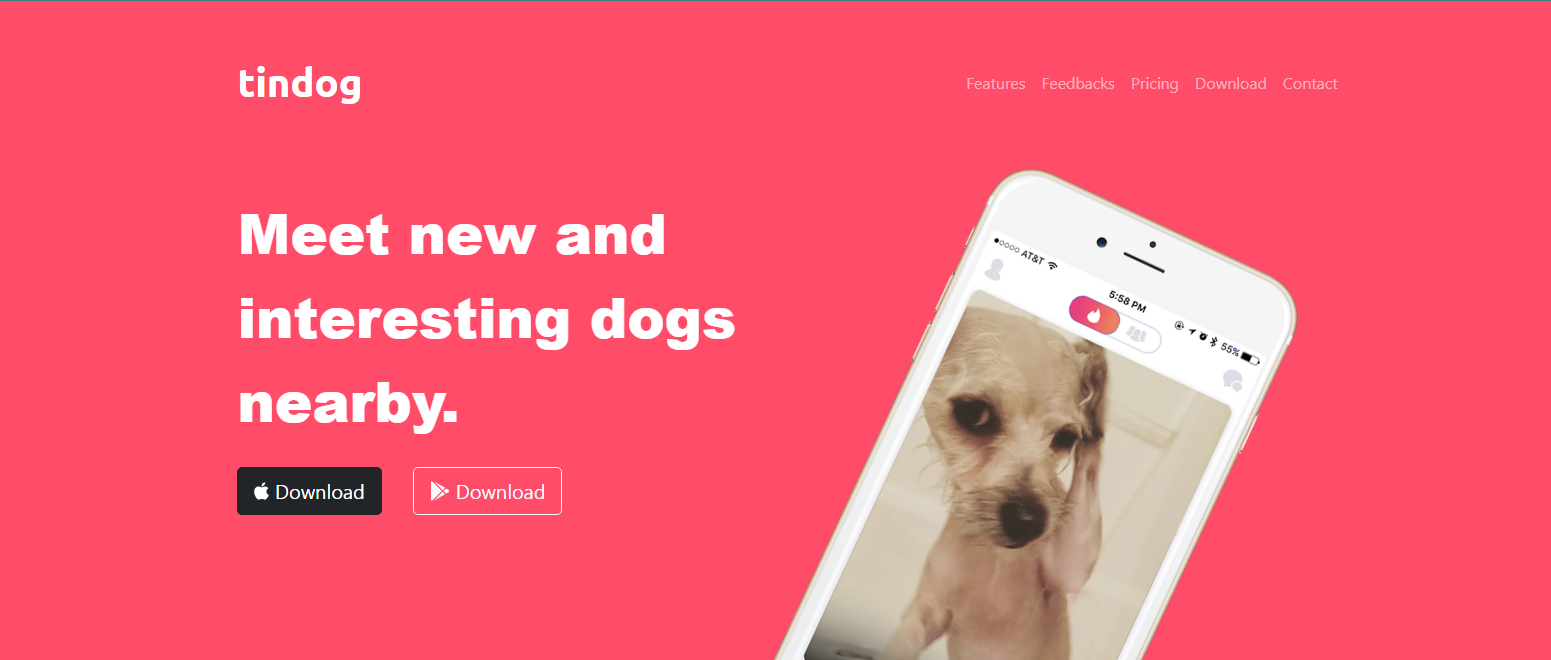 tindog
Features Feedbacks Pricing Download Contact
Meet new and
interesting dogs
nearby.
Download Download
AT&T
5:58 PM
55%